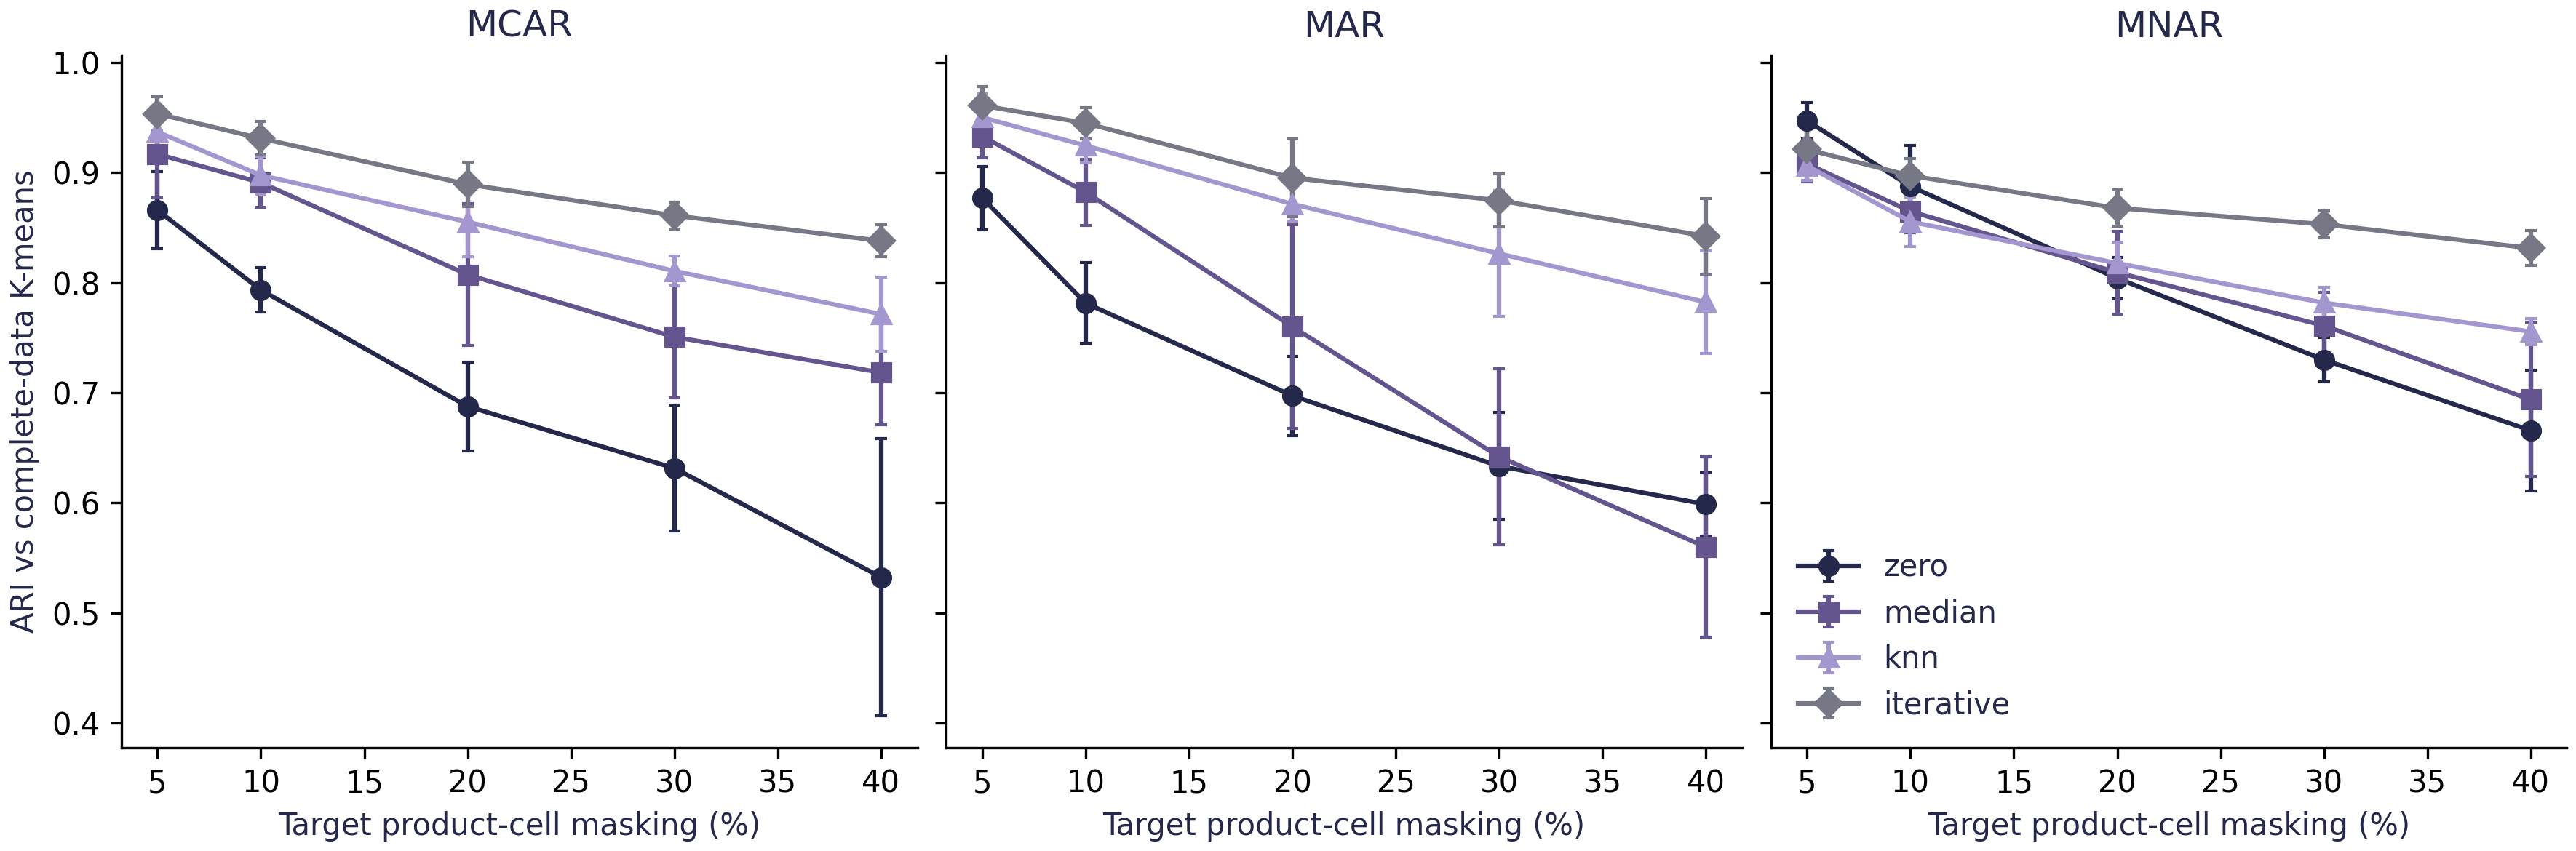 MCAR
MAR
MNAR
ARI vs complete-data K-means
1.0
0.9
0.8
0.7
0.6
0.5
0.4
5 10 15 20 25 30 35 40
5 10 15 20 25 30 35 40
5 10 15 20 25 30 35 40
Target product-cell masking (%)
Target product-cell masking (%)
Target product-cell masking (%)
zero
median
knn
iterative